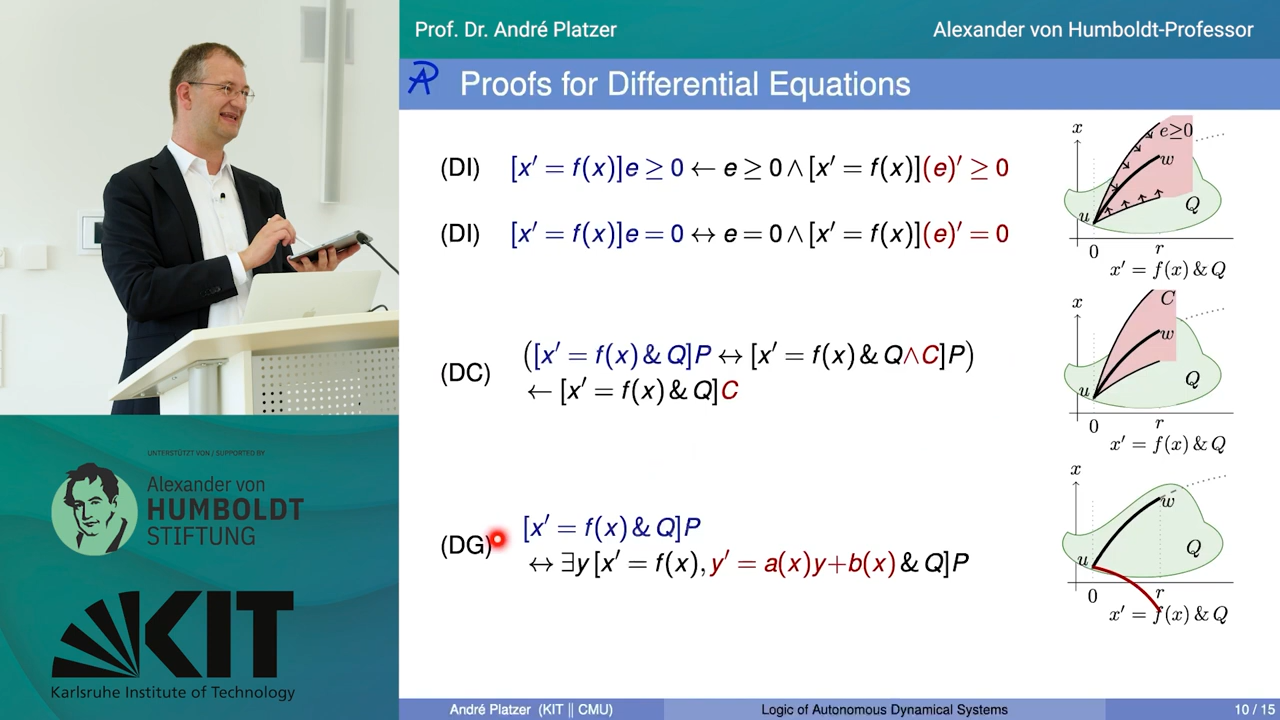 Prof. Dr. André Platzer
Alexander von Humboldt-Professor
Proofs for Differential Equations
(DI) [x′ = f(x)]e ≥ 0 ← e ≥ 0 ∧ [x′ = f(x)](e)′ ≥ 0
(DI) [x′ = f(x)]e = 0 ↔ e = 0 ∧ [x′ = f(x)](e)′ = 0
x
e≥0
w
u
Q
0
r
x′ = f(x) & Q
(DC) ([x′ = f(x) & Q]P ↔ [x′ = f(x) & Q∧C]P)
← [x′ = f(x) & Q]C
x
C
w
u
Q
0
r
x′ = f(x) & Q
(DG) [x′ = f(x) & Q]P
↔ ∃y [x′ = f(x), y′ = a(x)y+b(x) & Q]P
x
w
u
Q
0
r
x′ = f(x) & Q
UNTERSTÜTZT VON / SUPPORTED BY
Alexander von
HUMBOLDT
STIFTUNG
KIT
Karlsruhe Institute of Technology
André Platzer (KIT || CMU)
Logic of Autonomous Dynamical Systems
10 / 15